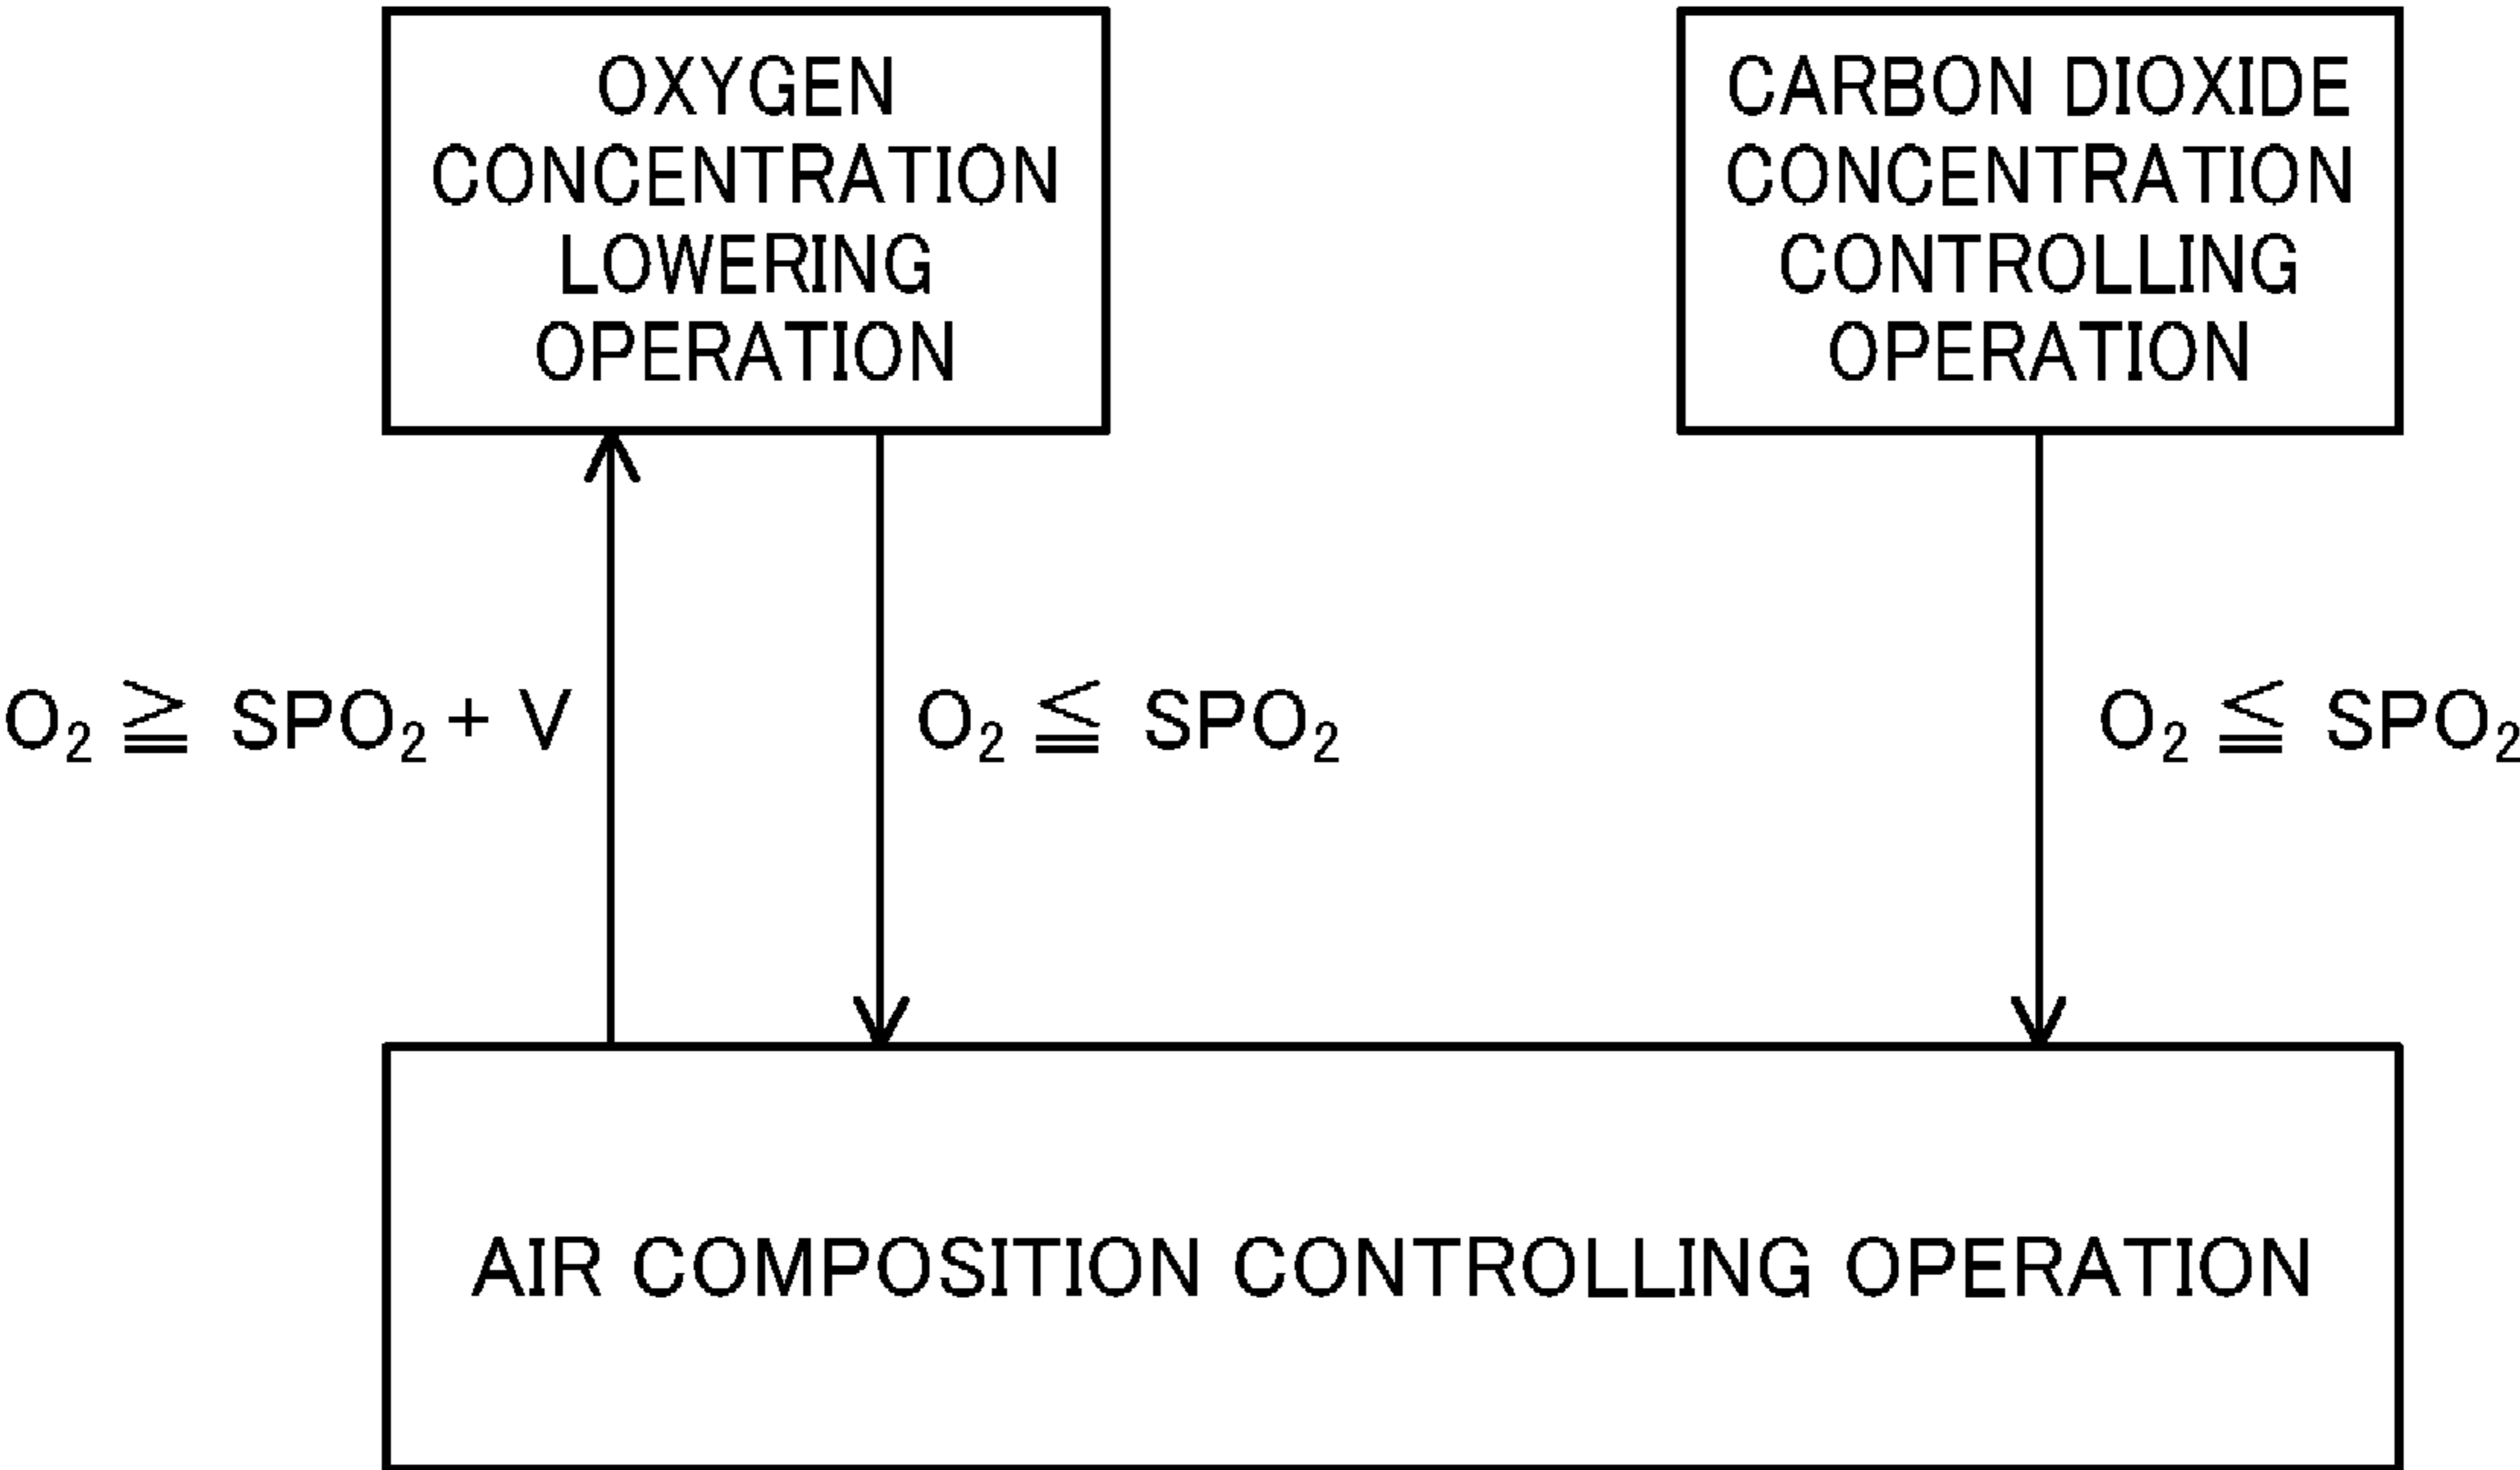 OXYGEN
CONCENTRATION
LOWERING
OPERATION
CARBON DIOXIDE
CONCENTRATION
CONTROLLING
OPERATION
O₂ ≧ SPO₂ + V
O₂ ≦ SPO₂
O₂ ≦ SPO₂
AIR COMPOSITION CONTROLLING OPERATION